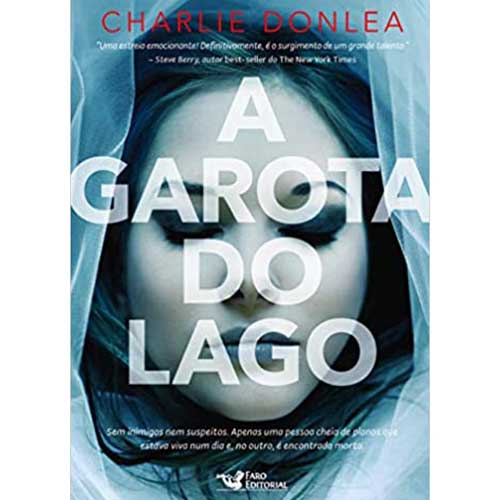 CHARLIE DONLEA
"Uma estreia emocionante! Definitivamente, é o surgimento de um grande talento."
– Steve Berry, autor best-seller do The New York Times
A
GAROTA
DO
LAGO
Sem inimigos nem suspeitos. Apenas uma pessoa cheia de planos que
estava viva num dia e, no outro, é encontrada morta.
FARO
EDITORIAL